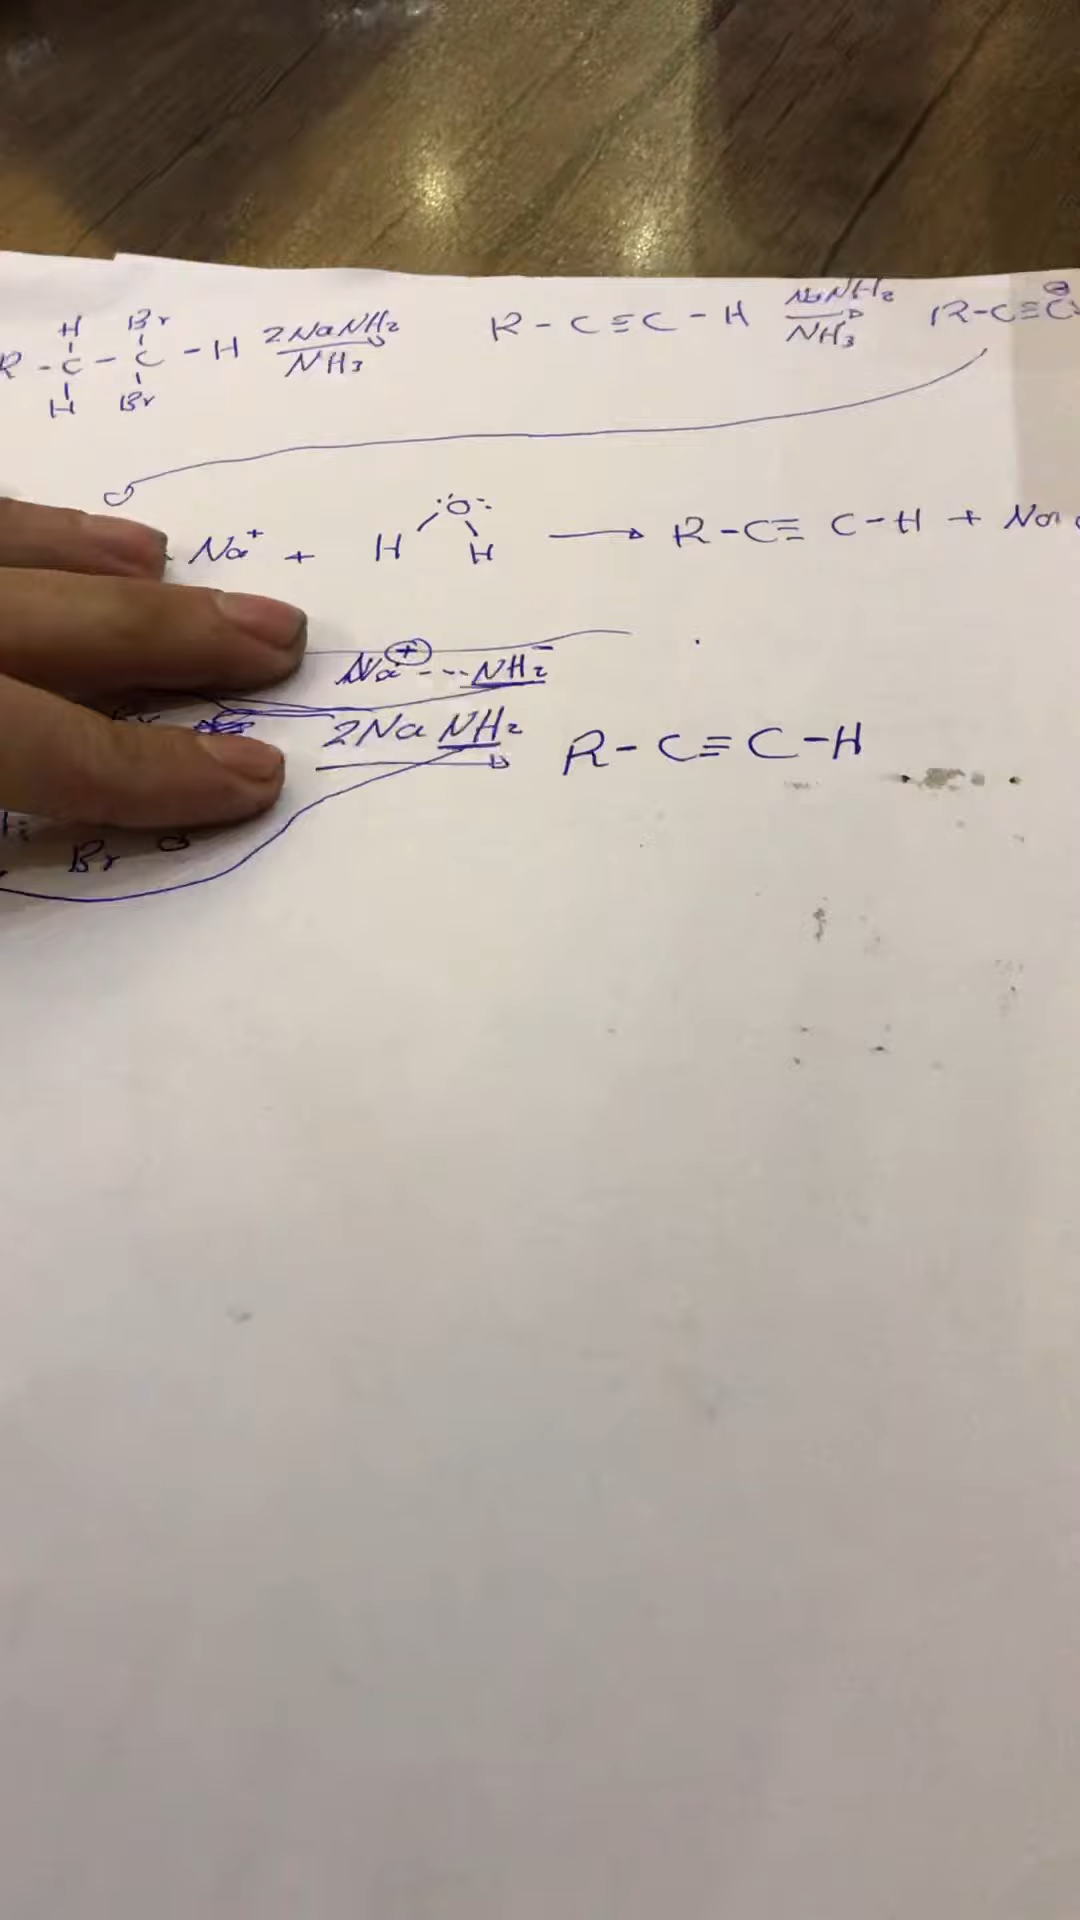 H Br
R - C - C - H 2NaNH2 / NH3 R - C≡C - H NaNH2 / NH3 R-C≡C⊖
H Br
Na+ + H O H → R-C≡C-H + Na
Na⊕---NH2-
2NaNH2 → R-C≡C-H
Br